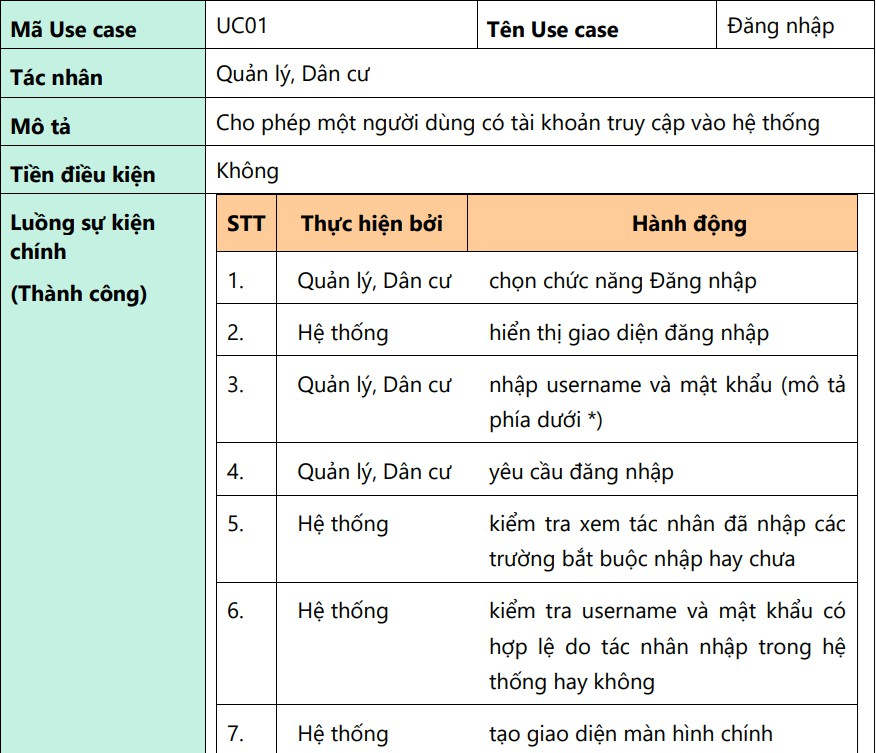 Mã Use case UC01 Tên Use case Đăng nhập
Tác nhân Quản lý, Dân cư
Mô tả Cho phép một người dùng có tài khoản truy cập vào hệ thống
Tiền điều kiện Không
Luồng sự kiện
chính
(Thành công)
STT Thực hiện bởi Hành động
1. Quản lý, Dân cư chọn chức năng Đăng nhập
2. Hệ thống hiển thị giao diện đăng nhập
3. Quản lý, Dân cư nhập username và mật khẩu (mô tả
phía dưới *)
4. Quản lý, Dân cư yêu cầu đăng nhập
5. Hệ thống kiểm tra xem tác nhân đã nhập các
trường bắt buộc nhập hay chưa
6. Hệ thống kiểm tra username và mật khẩu có
hợp lệ do tác nhân nhập trong hệ
thống hay không
7. Hệ thống tạo giao diện màn hình chính